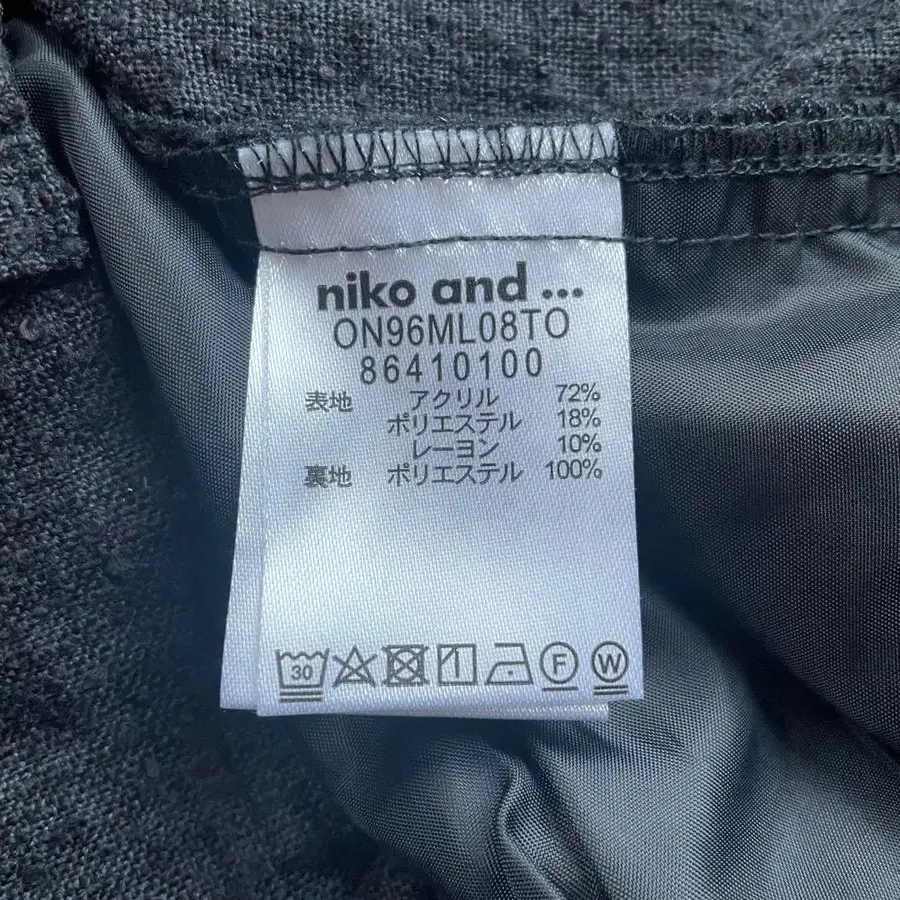 niko and ...
ON96ML08TO
86410100
表地 アクリル 72%
ポリエステル 18%
レーヨン 10%
裏地 ポリエステル 100%
30 F W